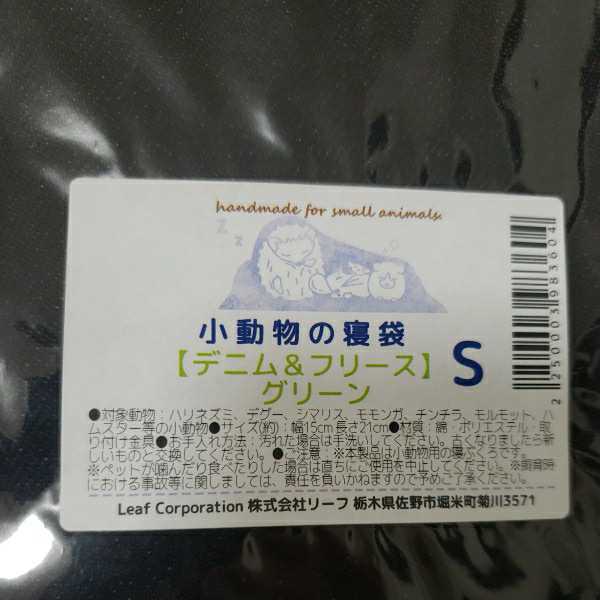 handmade for small animals.
z z
小動物の寝袋
【デニム&フリース】
グリーン
S
●対象動物:ハリネズミ、デグー、シマリス、モモンガ、チンチラ、モルモット、ハ
ムスター等の小動物●サイズ(約):幅15cm 長さ21cm●材質:綿・ポリエステル・取
り付け金具●お手入れ方法:汚れた場合は手洗いしてください。古くなりましたら新
しいものと交換してください。●ご注意:※本製品は小動物用の寝ぶくろです。
※ペットが噛んだり食べたりした場合は直ちにご使用を中止してください。※飼育時
における事故等に関しましては、責任を負いかねますので予めご了承ください。
Leaf Corporation 株式会社リーフ 栃木県佐野市堀米町菊川3571
2250003983604